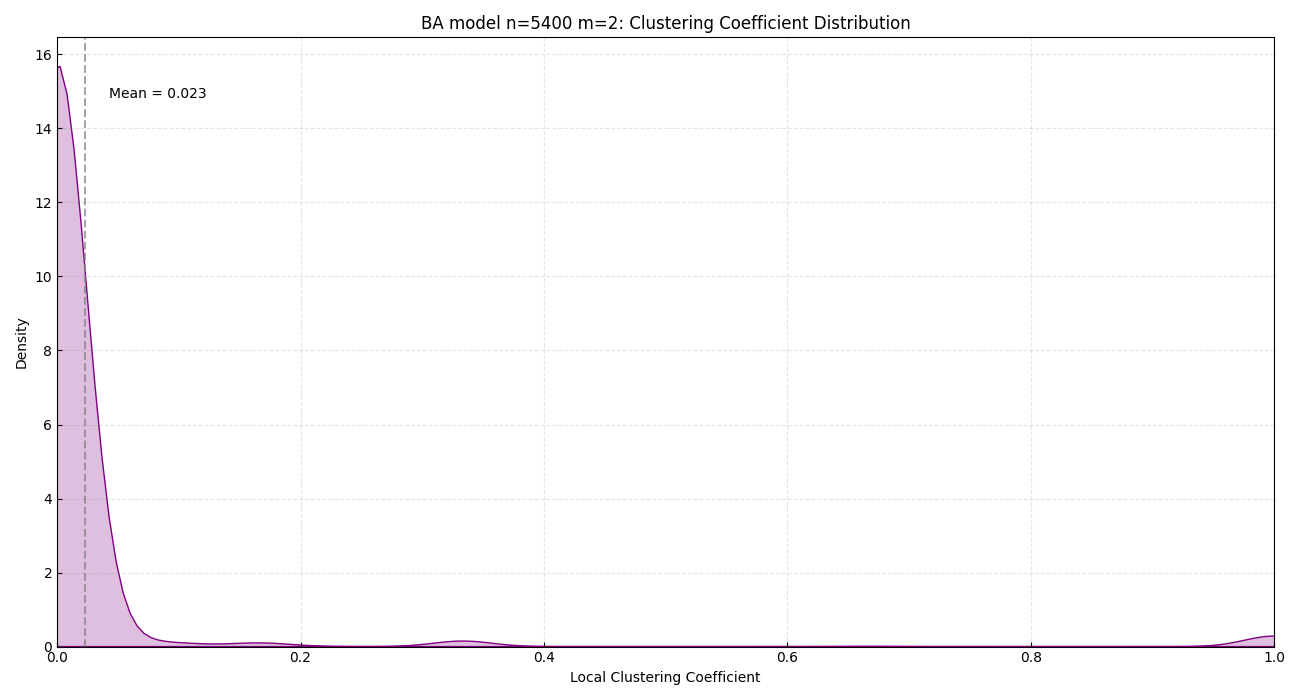 BA model n=5400 m=2: Clustering Coefficient Distribution
16
Mean = 0.023
14
12
10
8
6
4
2
0
Density
0.0 0.2 0.4 0.6 0.8 1.0
Local Clustering Coefficient